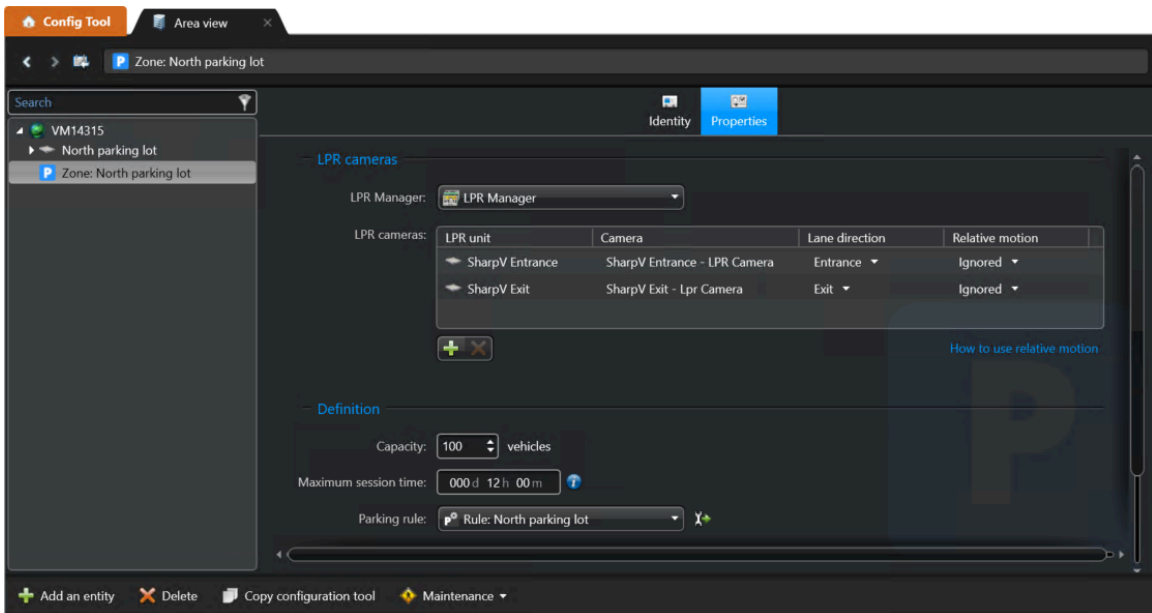 Config Tool
Area view
Zone: North parking lot
Search
VM14315
North parking lot
Zone: North parking lot
Identity
Properties
LPR cameras
LPR Manager: LPR Manager
LPR cameras:
LPR unit Camera Lane direction Relative motion
SharpV Entrance SharpV Entrance - LPR Camera Entrance Ignored
SharpV Exit SharpV Exit - Lpr Camera Exit Ignored
How to use relative motion
Definition
Capacity: 100 vehicles
Maximum session time: 000 d 12 h 00 m
Parking rule: Rule: North parking lot
Add an entity Delete Copy configuration tool Maintenance